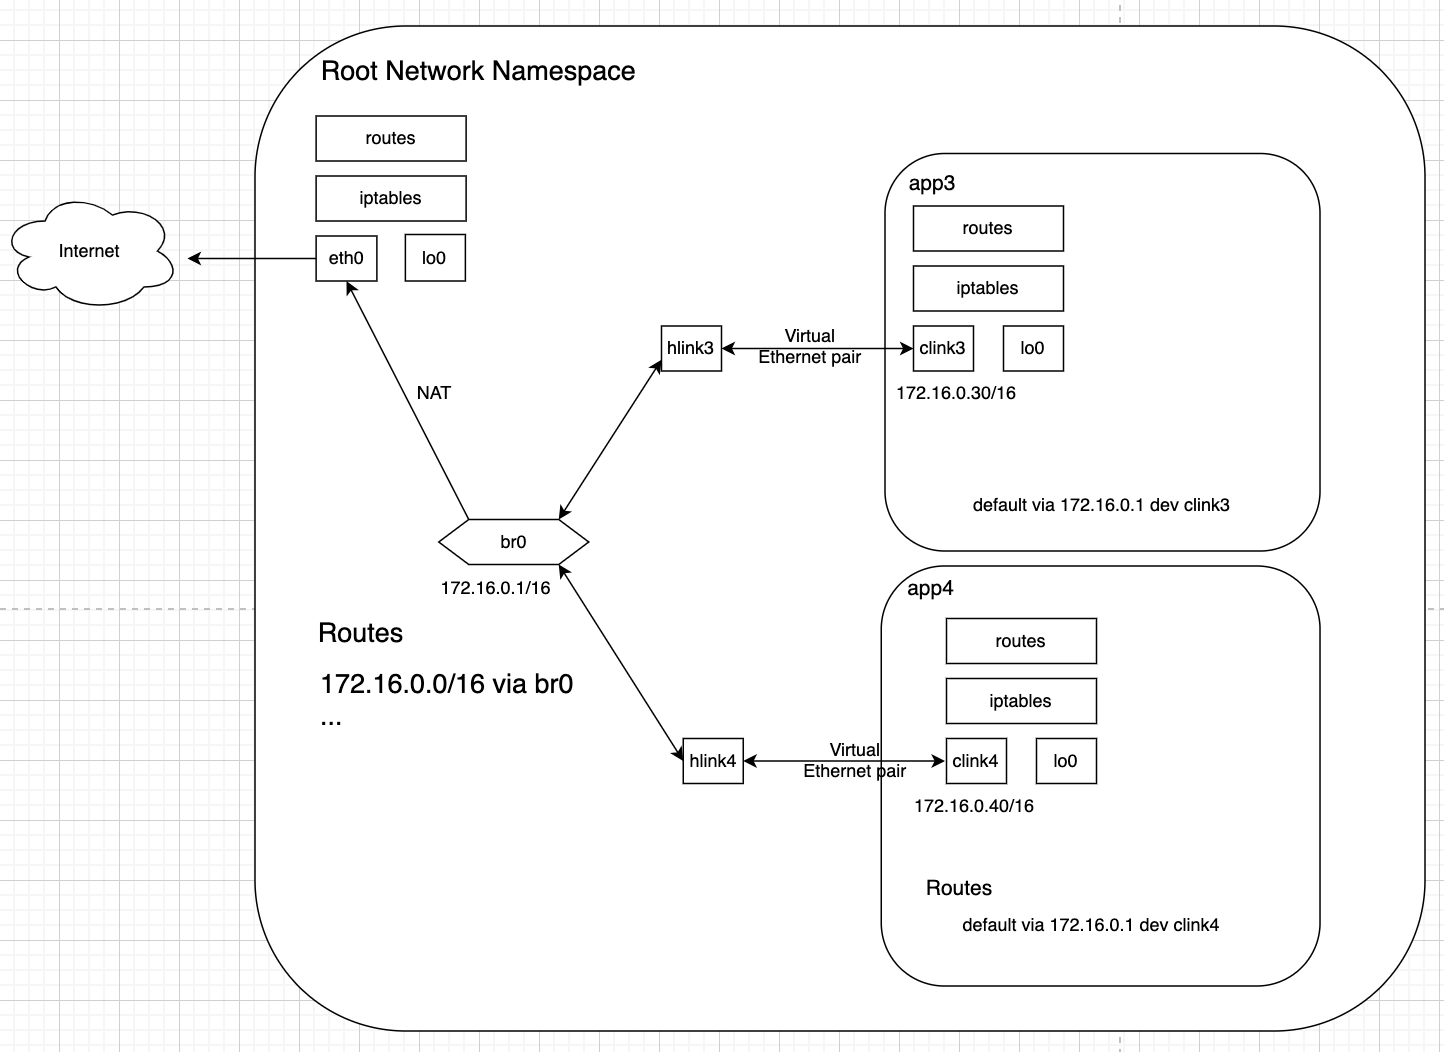 Root Network Namespace
routes
iptables
eth0
lo0
Internet
NAT
br0
172.16.0.1/16
Routes
172.16.0.0/16 via br0
...
hlink3
Virtual
Ethernet pair
app3
routes
iptables
clink3
lo0
172.16.0.30/16
default via 172.16.0.1 dev clink3
hlink4
Virtual
Ethernet pair
app4
routes
iptables
clink4
lo0
172.16.0.40/16
Routes
default via 172.16.0.1 dev clink4